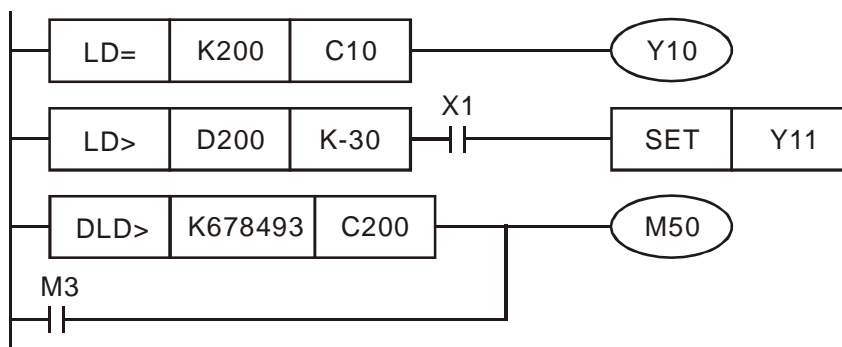 LD= K200 C10 Y10
X1
LD> D200 K-30 SET Y11
DLD> K678493 C200 M50
M3